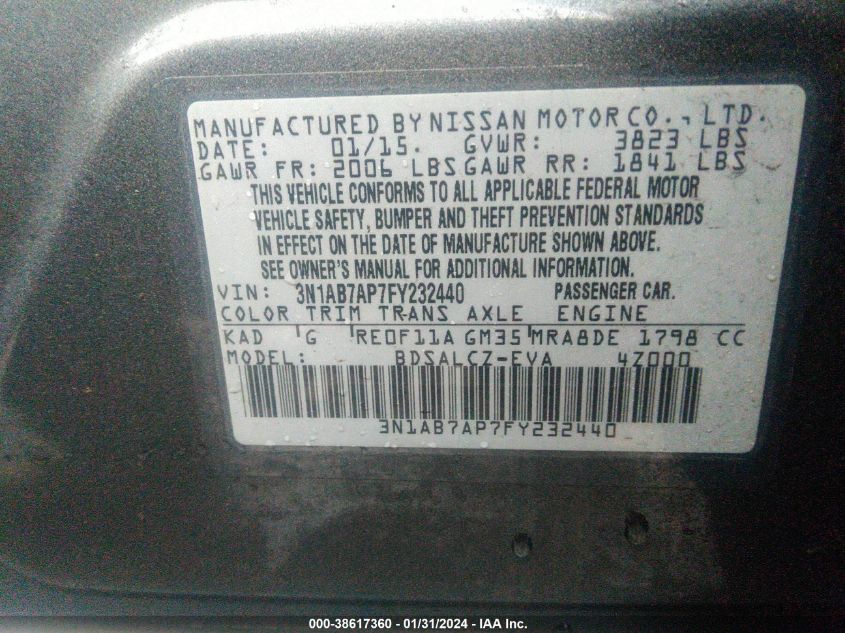 MANUFACTURED BY NISSAN MOTOR CO., LTD.
DATE: 01/15. GVWR: 3823 LBS
GAWR FR: 2006 LBS GAWR RR: 1841 LBS
THIS VEHICLE CONFORMS TO ALL APPLICABLE FEDERAL MOTOR
VEHICLE SAFETY, BUMPER AND THEFT PREVENTION STANDARDS
IN EFFECT ON THE DATE OF MANUFACTURE SHOWN ABOVE.
SEE OWNER'S MANUAL FOR ADDITIONAL INFORMATION.
VIN: 3N1AB7AP7FY232440 PASSENGER CAR.
COLOR TRIM TRANS AXLE ENGINE
KAD G RE0F11A GM35 MRA8DE 1798 CC
MODEL: BDSALCZ-EVA 4Z000
3N1AB7AP7FY232440
000-38617360 - 01/31/2024 - IAA Inc.